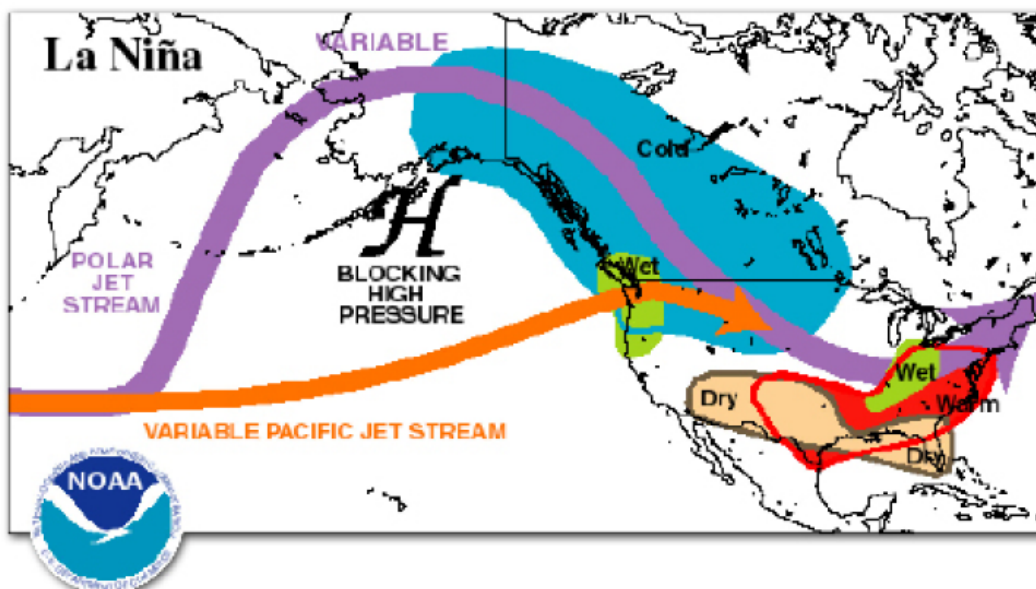 La Niña
VARIABLE
Cold
POLAR
JET
STREAM
H
BLOCKING
HIGH
PRESSURE
Wet
VARIABLE PACIFIC JET STREAM
Dry
Wet
Warm
Dry
NOAA